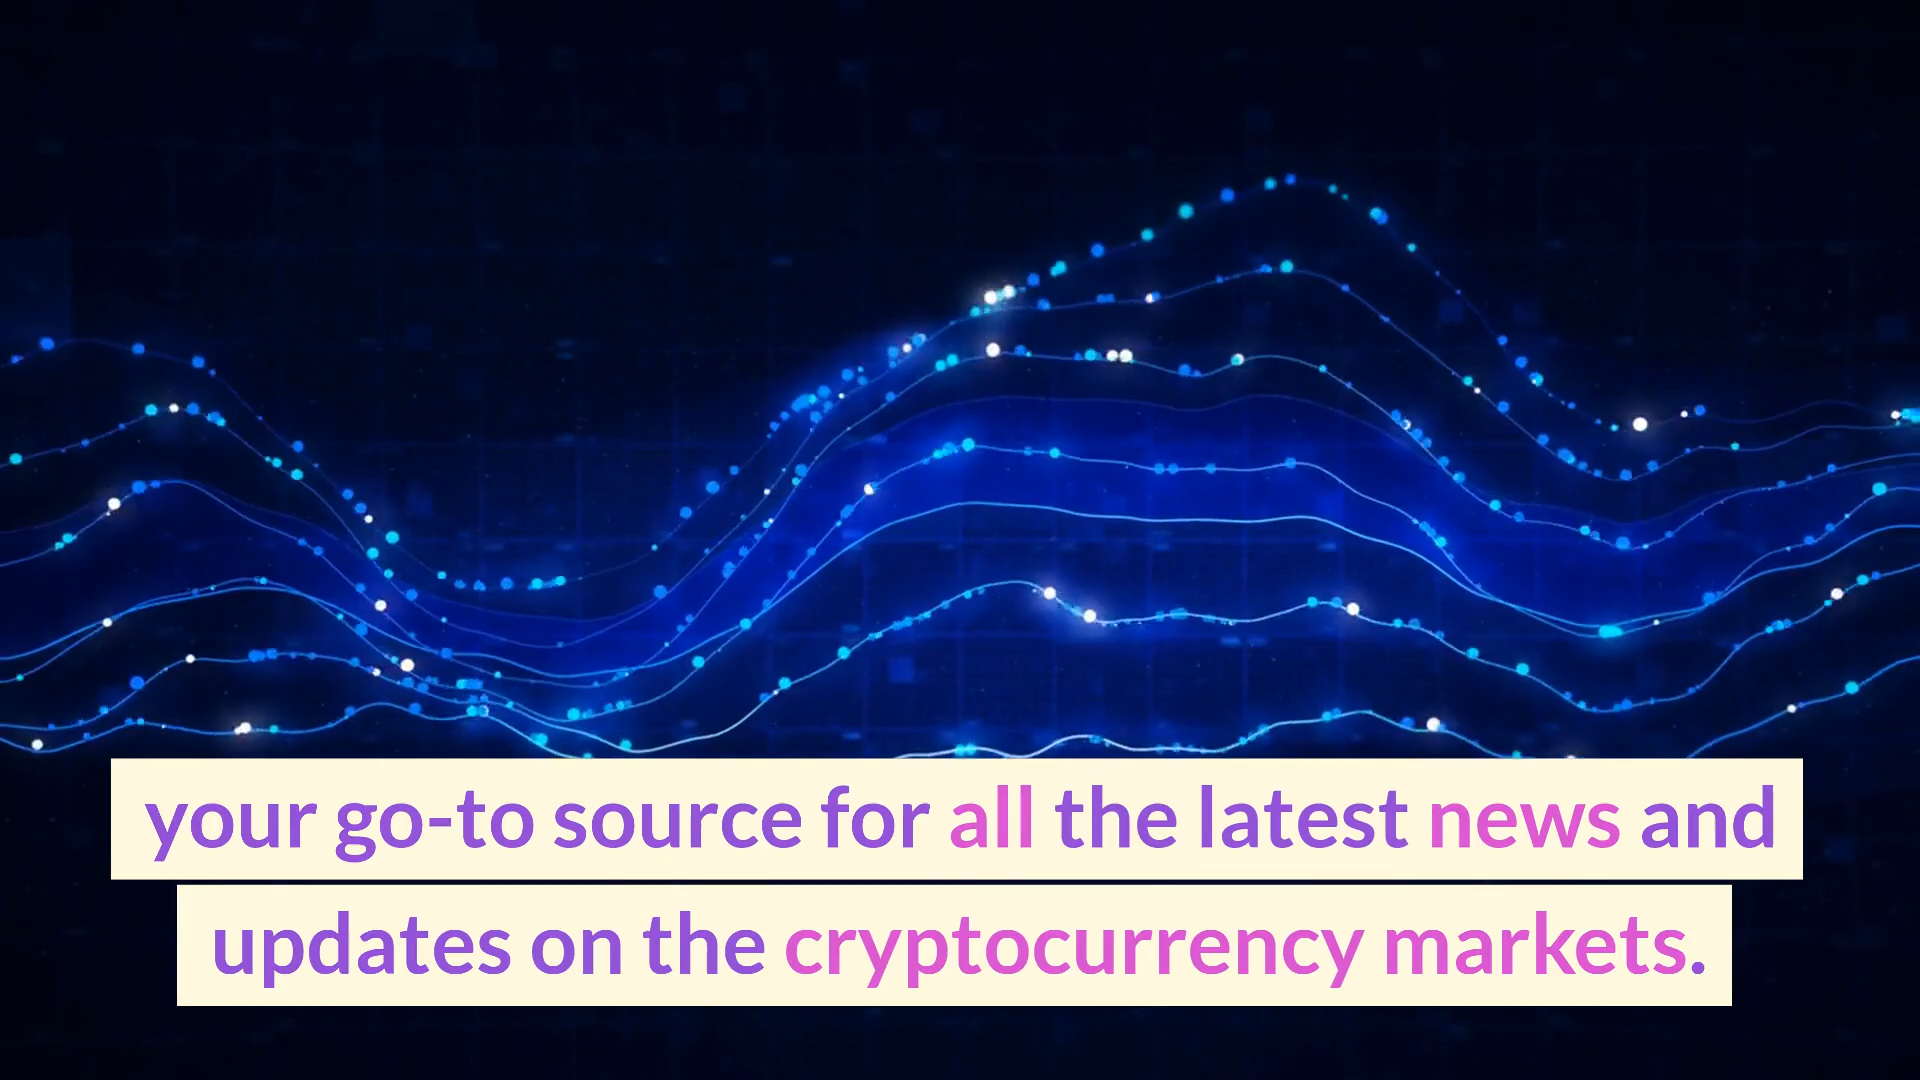 your go-to source for all the latest news and
updates on the cryptocurrency markets.